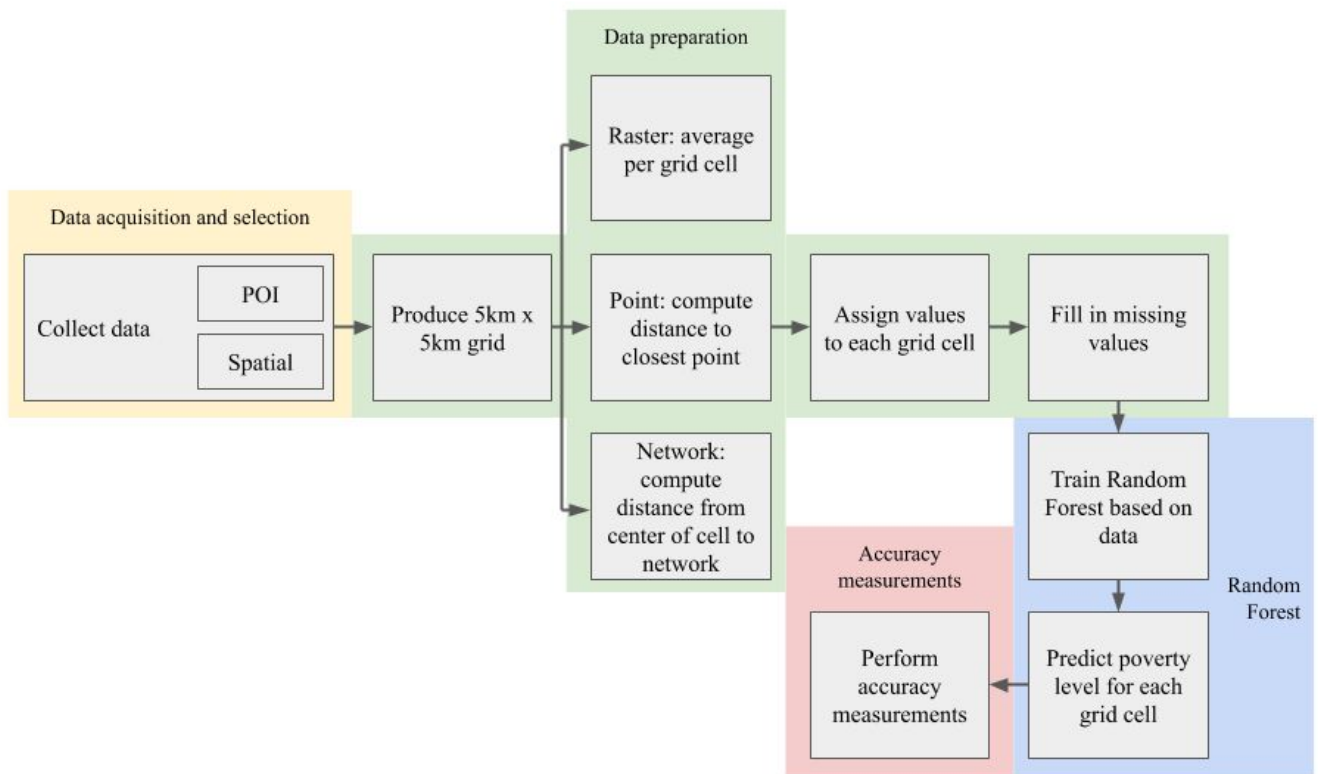 Data preparation
Raster: average
per grid cell
Data acquisition and selection
Collect data
POI
Spatial
Produce 5km x
5km grid
Point: compute
distance to
closest point
Assign values
to each grid cell
Fill in missing
values
Network:
compute
distance from
center of cell to
network
Train Random
Forest based on
data
Random
Forest
Predict poverty
level for each
grid cell
Accuracy
measurements
Perform
accuracy
measurements